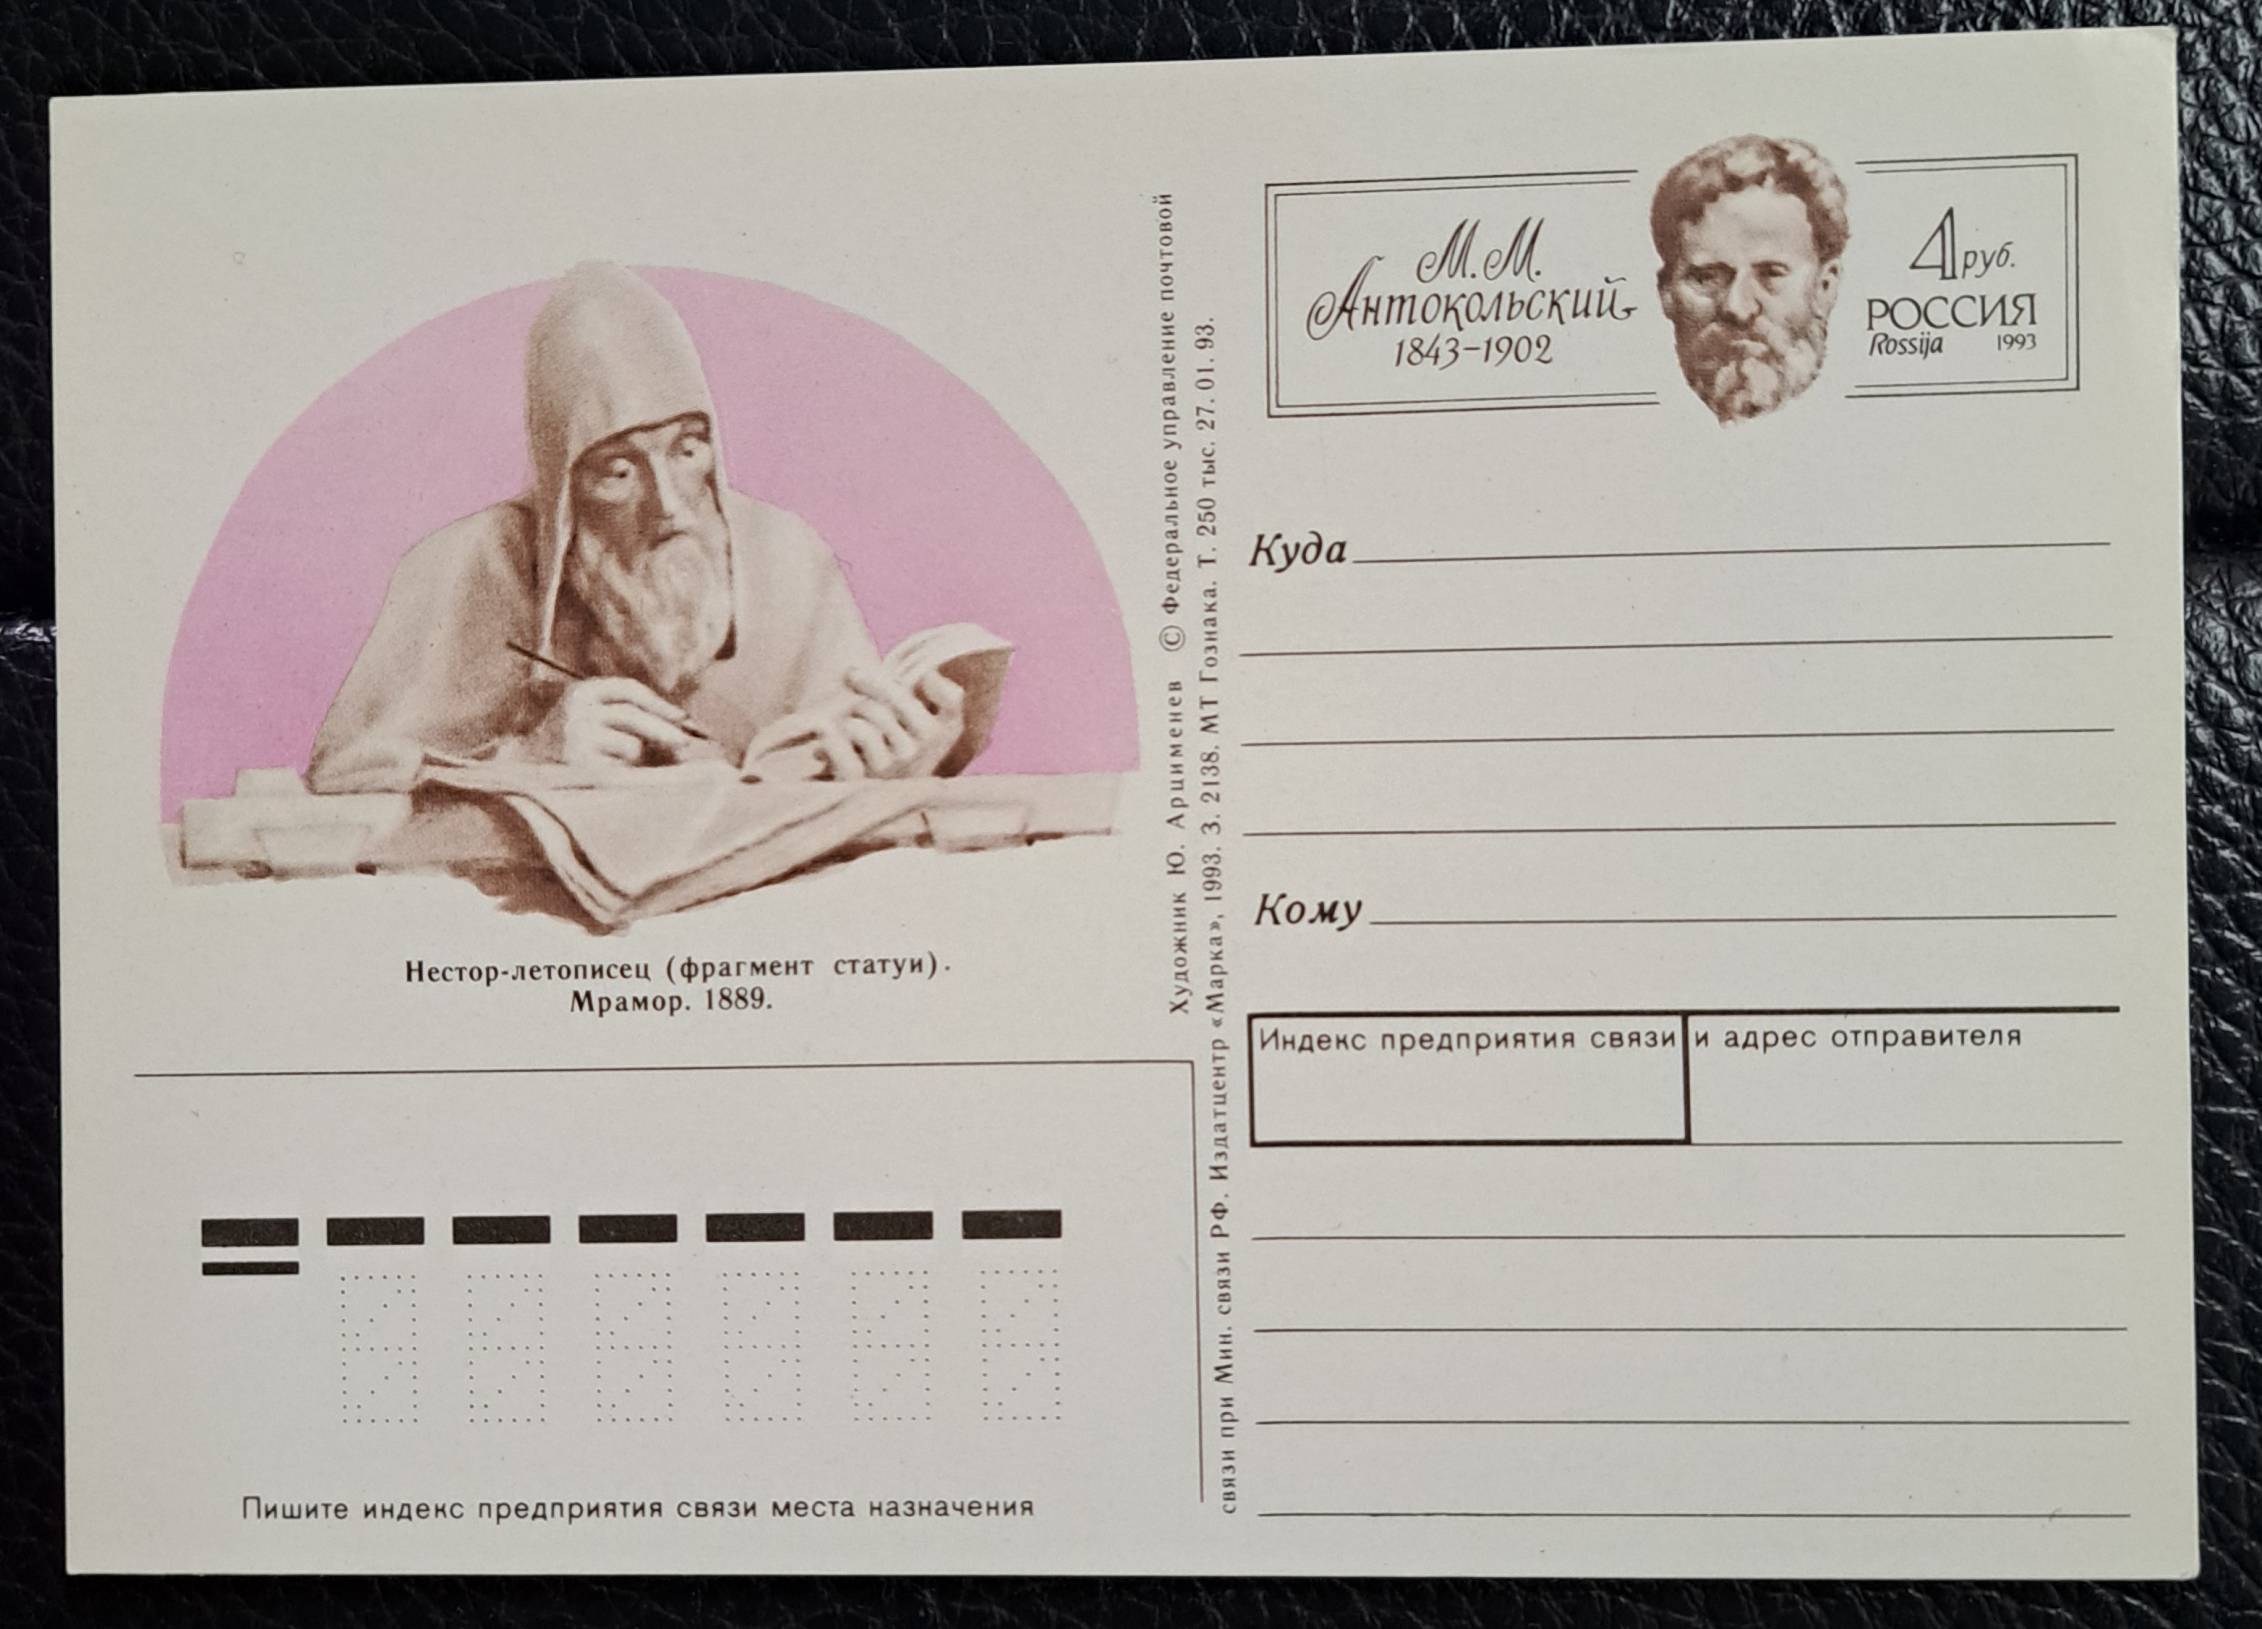 М.М.
Антокольский
1843-1902
4 руб.
РОССИЯ
Rossija 1993
Нестор-летописец (фрагмент статуи).
Мрамор. 1889.
Художник Ю. Арцименев © Федеральное управление почтовой
связи при Мин. связи РФ. Издатцентр «Марка», 1993. З. 2138. МТ Гознака. Т. 250 тыс. 27. 01. 93.
Куда
Кому
Индекс предприятия связи и адрес отправителя
Пишите индекс предприятия связи места назначения